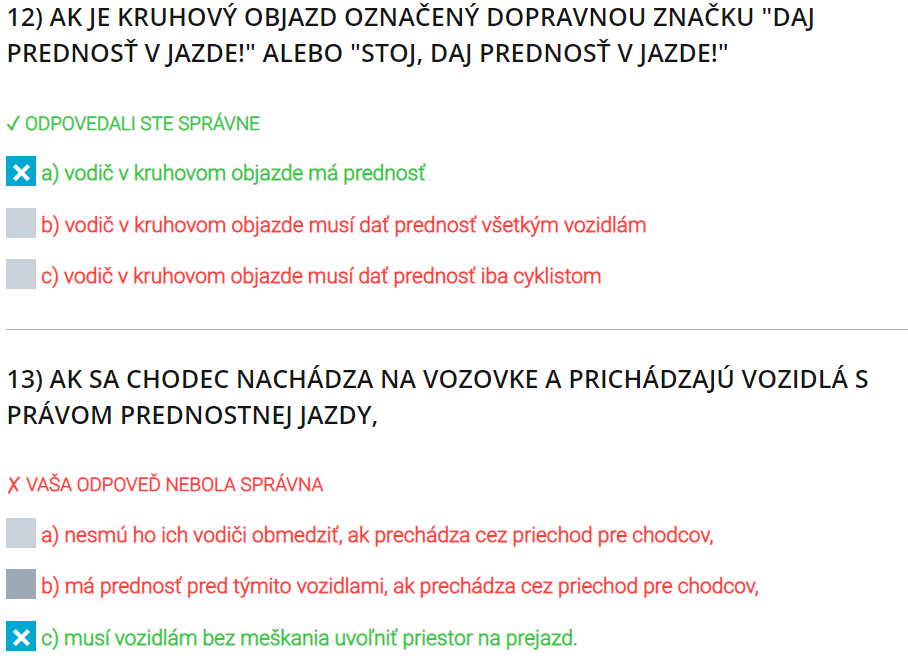 12) AK JE KRUHOVÝ OBJAZD OZNAČENÝ DOPRAVNOU ZNAČKU "DAJ
PREDNOSŤ V JAZDE!" ALEBO "STOJ, DAJ PREDNOSŤ V JAZDE!"
✓ ODPOVEDALI STE SPRÁVNE
a) vodič v kruhovom objazde má prednosť
b) vodič v kruhovom objazde musí dať prednosť všetkým vozidlám
c) vodič v kruhovom objazde musí dať prednosť iba cyklistom
13) AK SA CHODEC NACHÁDZA NA VOZOVKE A PRICHÁDZAJÚ VOZIDLÁ S
PRÁVOM PREDNOSTNEJ JAZDY,
✗ VAŠA ODPOVEĎ NEBOLA SPRÁVNA
a) nesmú ho ich vodiči obmedziť, ak prechádza cez priechod pre chodcov,
b) má prednosť pred týmito vozidlami, ak prechádza cez priechod pre chodcov,
c) musí vozidlám bez meškania uvoľniť priestor na prejazd.